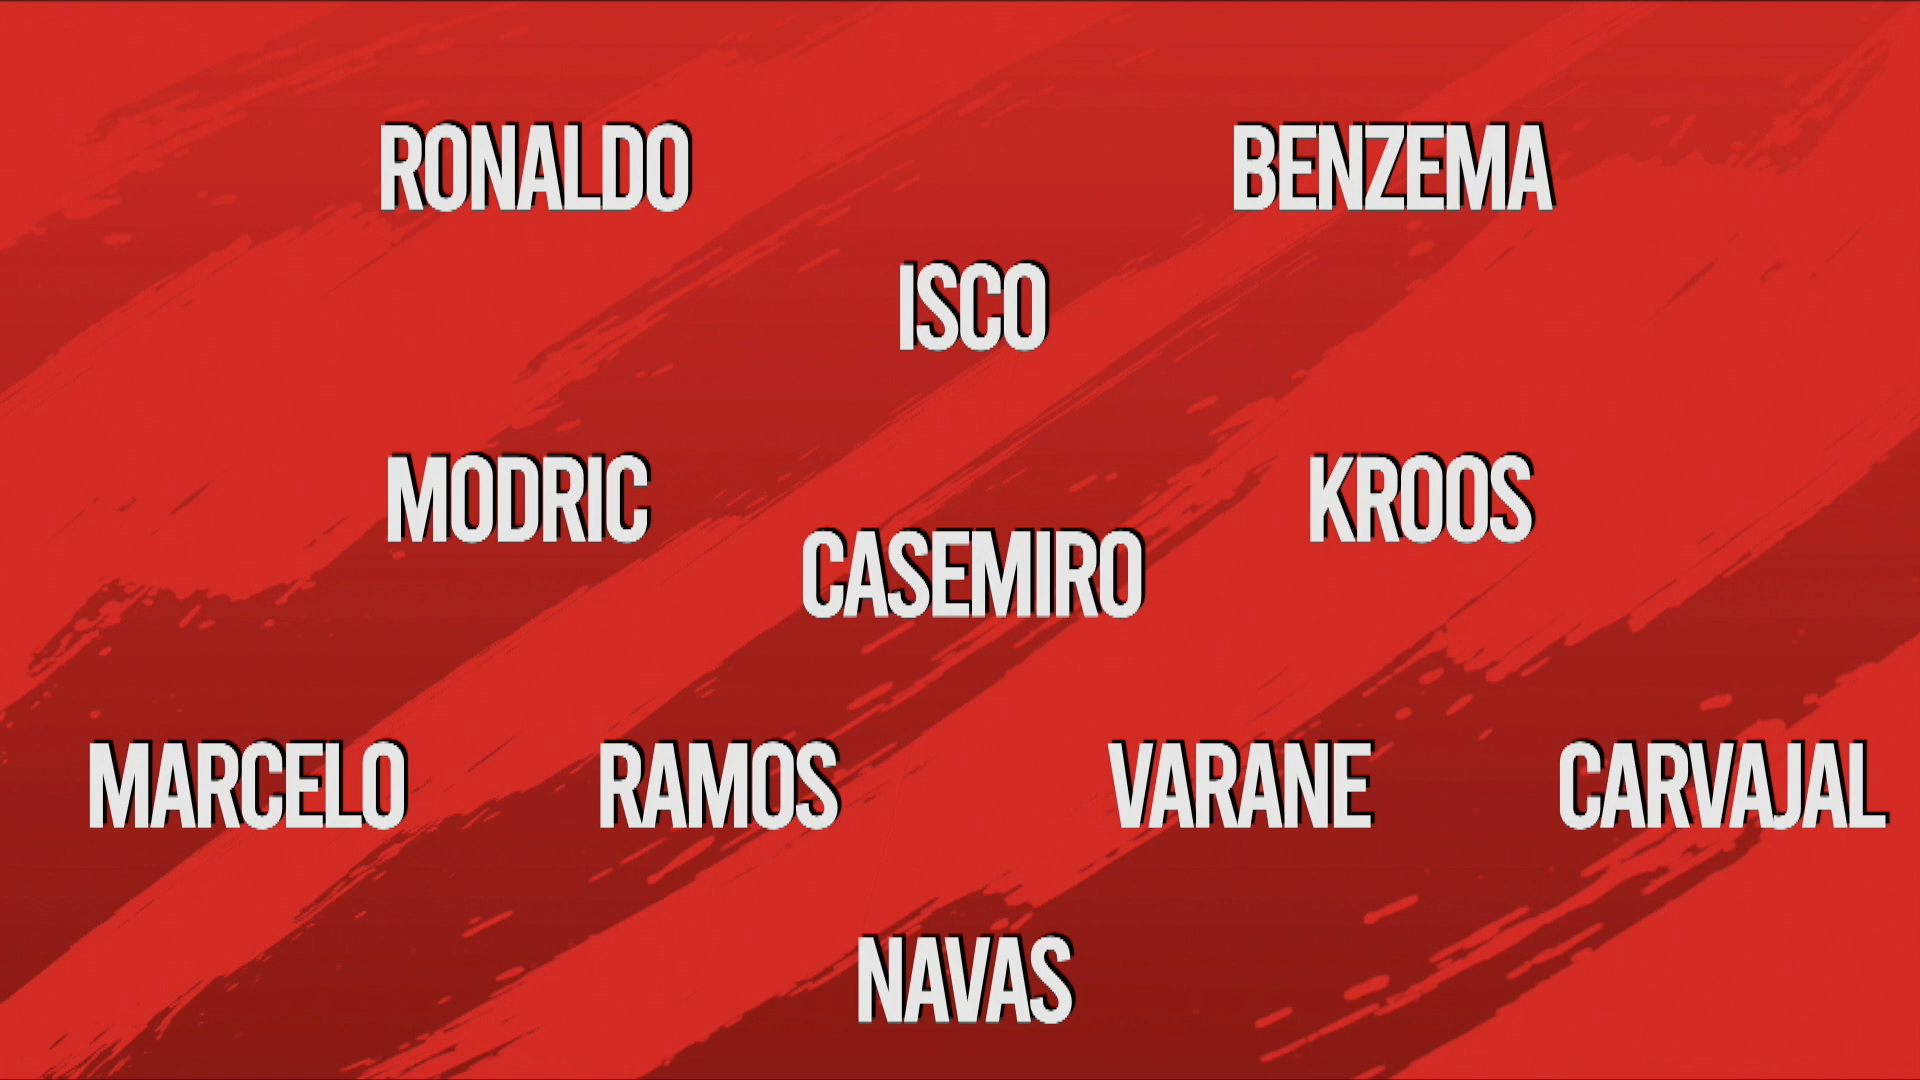 RONALDO BENZEMA
ISCO
MODRIC KROOS
CASEMIRO
MARCELO RAMOS VARANE CARVAJAL
NAVAS